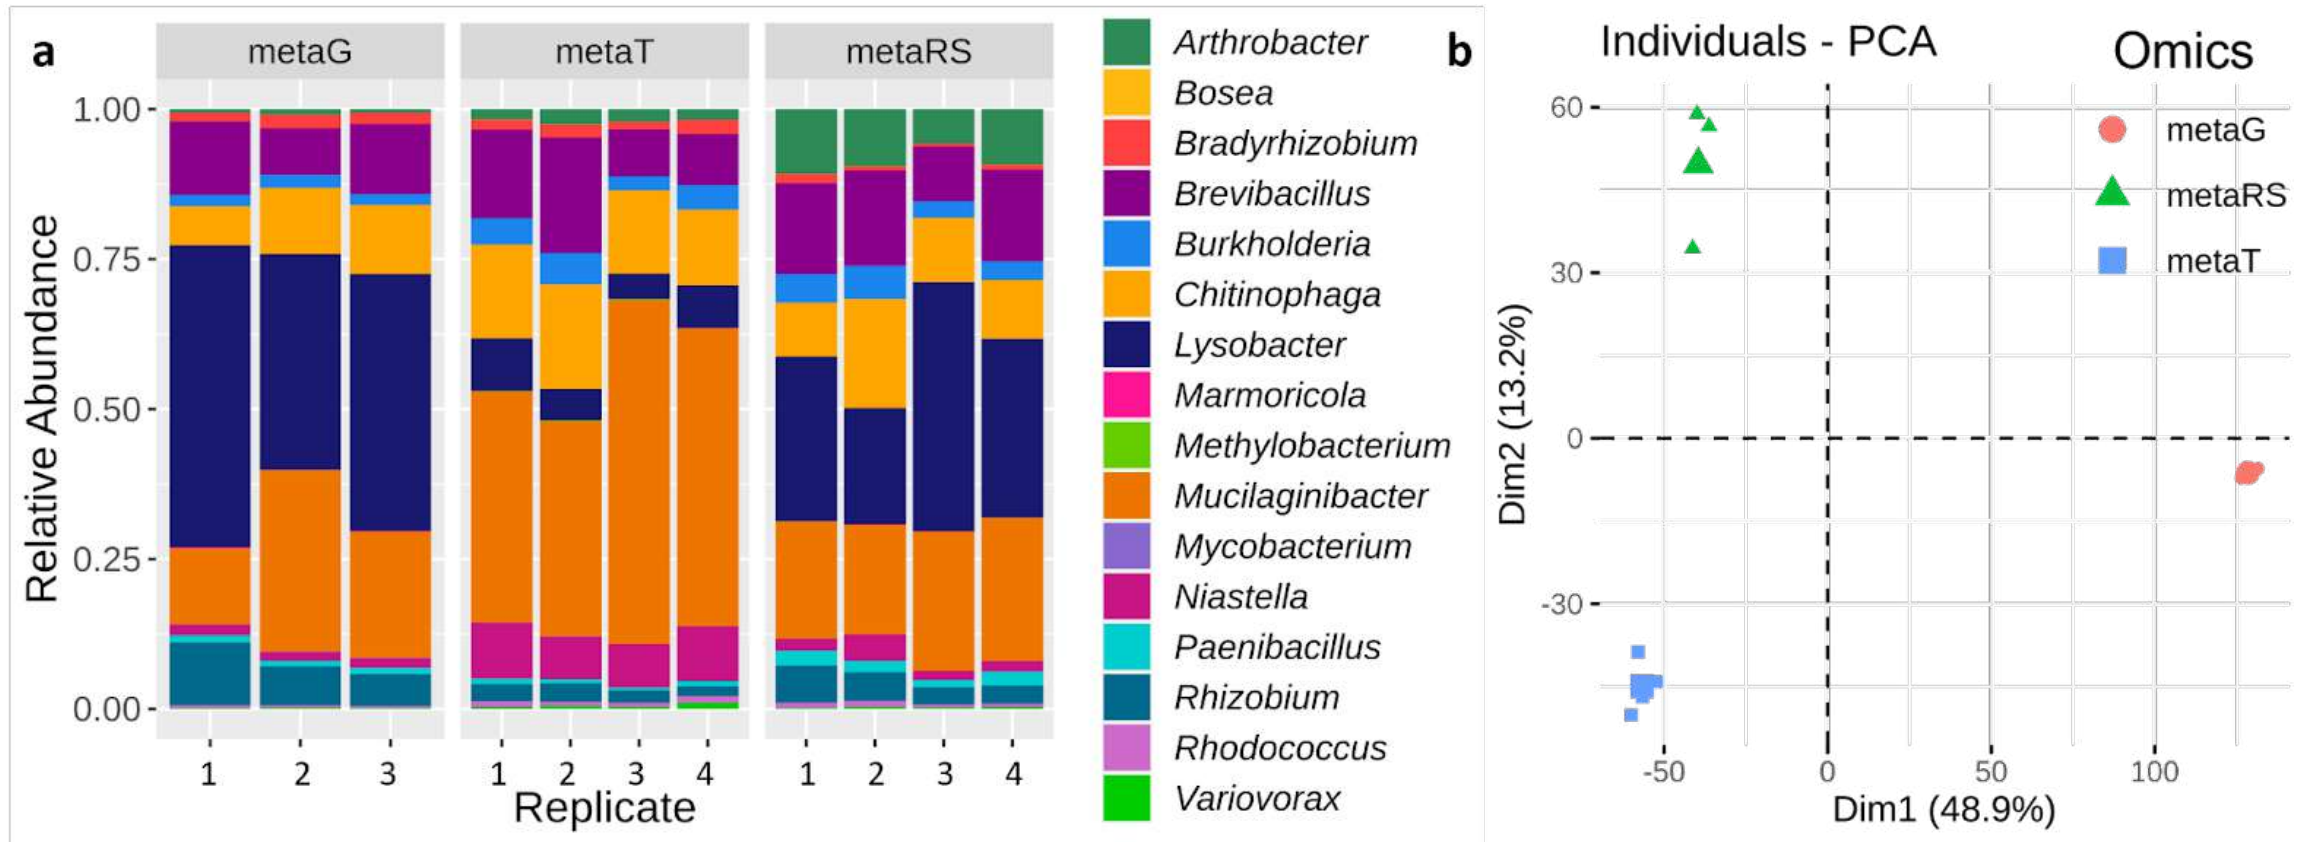 a
metaG
metaT
metaRS
1.00
0.75
0.50
0.25
0.00
Relative Abundance
1 2 3
1 2 3 4
1 2 3 4
Replicate
Arthrobacter
Bosea
Bradyrhizobium
Brevibacillus
Burkholderia
Chitinophaga
Lysobacter
Marmoricola
Methylobacterium
Mucilaginibacter
Mycobacterium
Niastella
Paenibacillus
Rhizobium
Rhodococcus
Variovorax
b
Individuals - PCA
Omics
metaG
metaRS
metaT
60
30
0
-30
Dim2 (13.2%)
-50 0 50 100
Dim1 (48.9%)